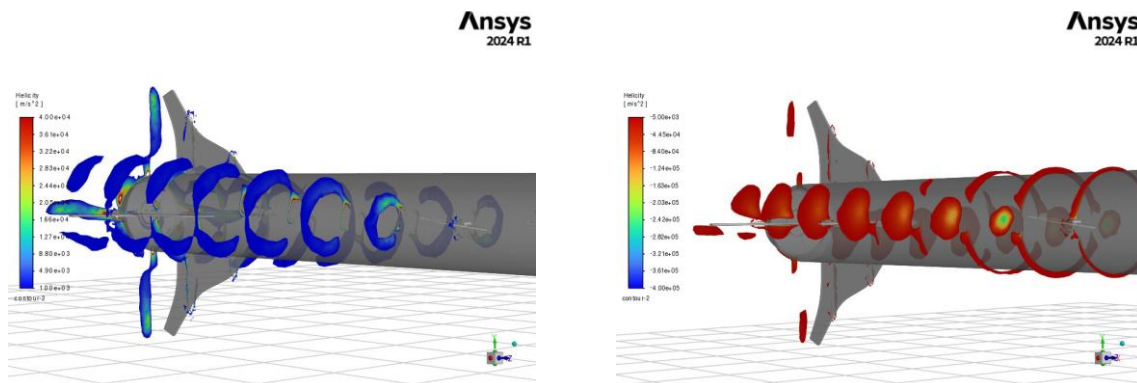 Ansys
2024 R1
Helicity
[ m/s^2 ]
4.00e+04
3.61e+04
3.22e+04
2.83e+04
2.44e+04
1.66e+04
1.27e+04
8.80e+03
4.90e+03
1.00e+03
contour-2
Ansys
2024 R1
Helicity
[ m/s^2 ]
-5.00e+03
-4.45e+04
-8.40e+04
-1.24e+05
-1.63e+05
-2.03e+05
-2.42e+05
-2.82e+05
-3.21e+05
-3.61e+05
-4.00e+05
contour-2